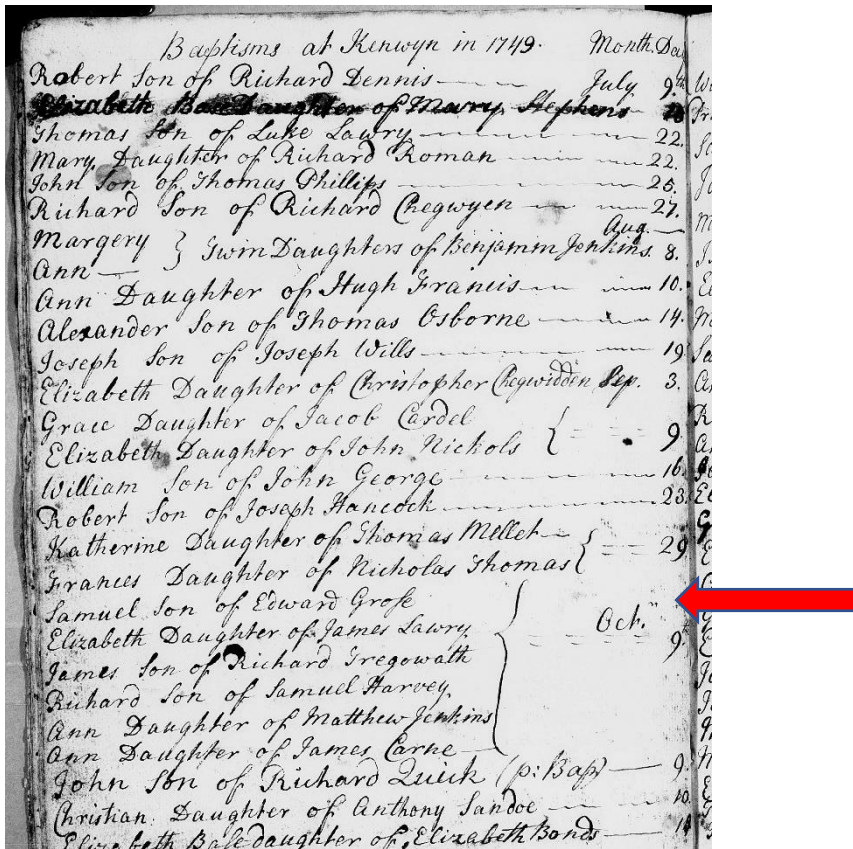 Baptisms at Kenwyn in 1749. Month. Day
Robert Son of Richard Dennis July 9th
Elizabeth Base Daughter of Mary Stephens
Thomas Son of Luke Lawry 22.
Mary Daughter of Richard Roman 22.
John Son of Thomas Phillips 25.
Richard Son of Richard Chegwyen 27.
Aug.
Margery } Twin Daughters of Benjamin Jenkins. 8.
Ann
Ann Daughter of Hugh Francis 10.
Alexander Son of Thomas Osborne 14.
Joseph Son of Joseph Wills 19
Elizabeth Daughter of Christopher Chegwidden Sep. 3.
Grace Daughter of Jacob Cardel
Elizabeth Daughter of John Nickols { 9
William Son of John George 16.
Robert Son of Joseph Hancock 23.
Katherine Daughter of Thomas Mellet
Frances Daughter of Nicholas Thomas { 29
Samuel Son of Edward Grose
Oct.
Elizabeth Daughter of James Lawry { 9
James Son of Richard Tregowath
Richard Son of Samuel Harvey
Ann Daughter of Matthew Jenkins
Ann Daughter of James Carne
John Son of Richard Quick (p: Bap) 9.
Christian Daughter of Anthony Sandoe 10.
Elizabeth Base daughter of Elizabeth Bonds